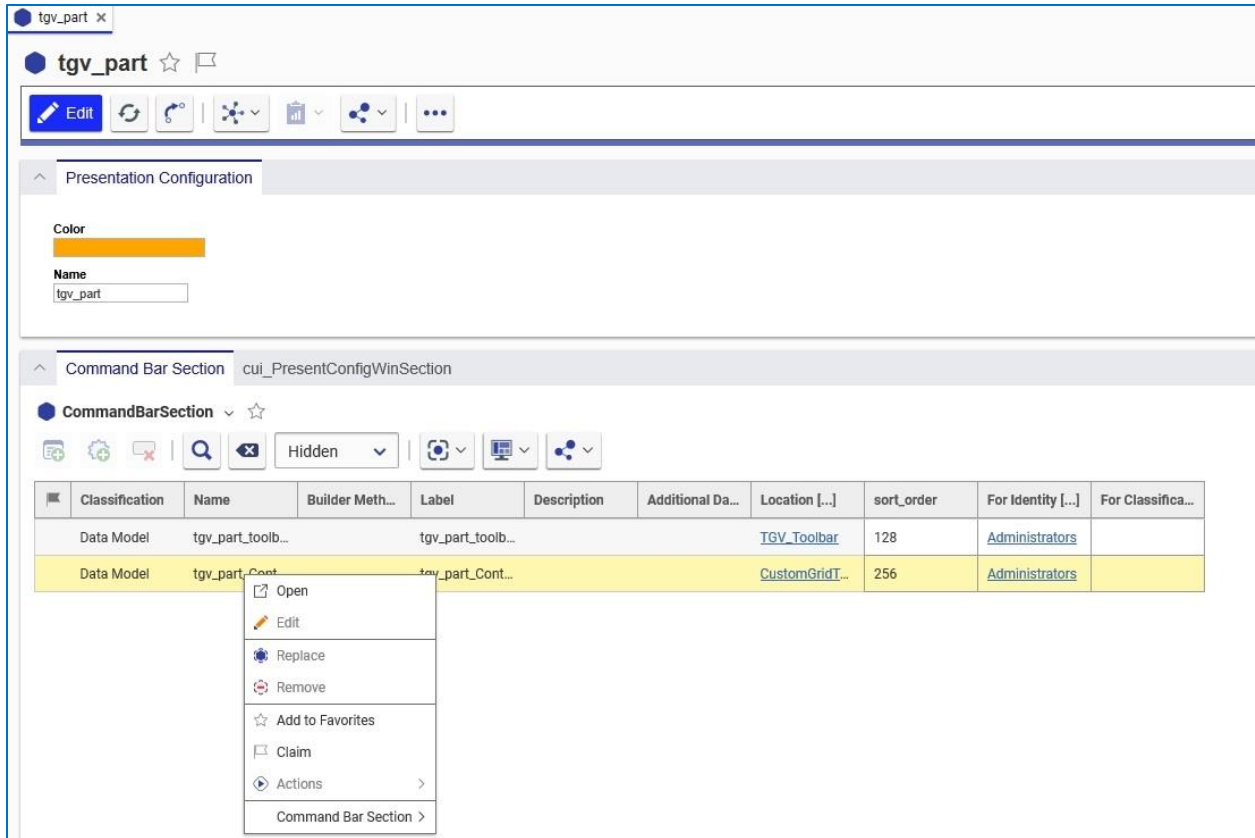 tgv_part ×
tgv_part
Edit
Presentation Configuration
Color
Name
tgv_part
Command Bar Section cui_PresentConfigWinSection
CommandBarSection
Hidden
Classification Name Builder Meth... Label Description Additional Da... Location [...] sort_order For Identity [...] For Classifica...
Data Model tgv_part_toolb... tgv_part_toolb... TGV_Toolbar 128 Administrators
Data Model tgv_part_Cont... tgv_part_Cont... CustomGridT... 256 Administrators
Open
Edit
Replace
Remove
Add to Favorites
Claim
Actions
Command Bar Section